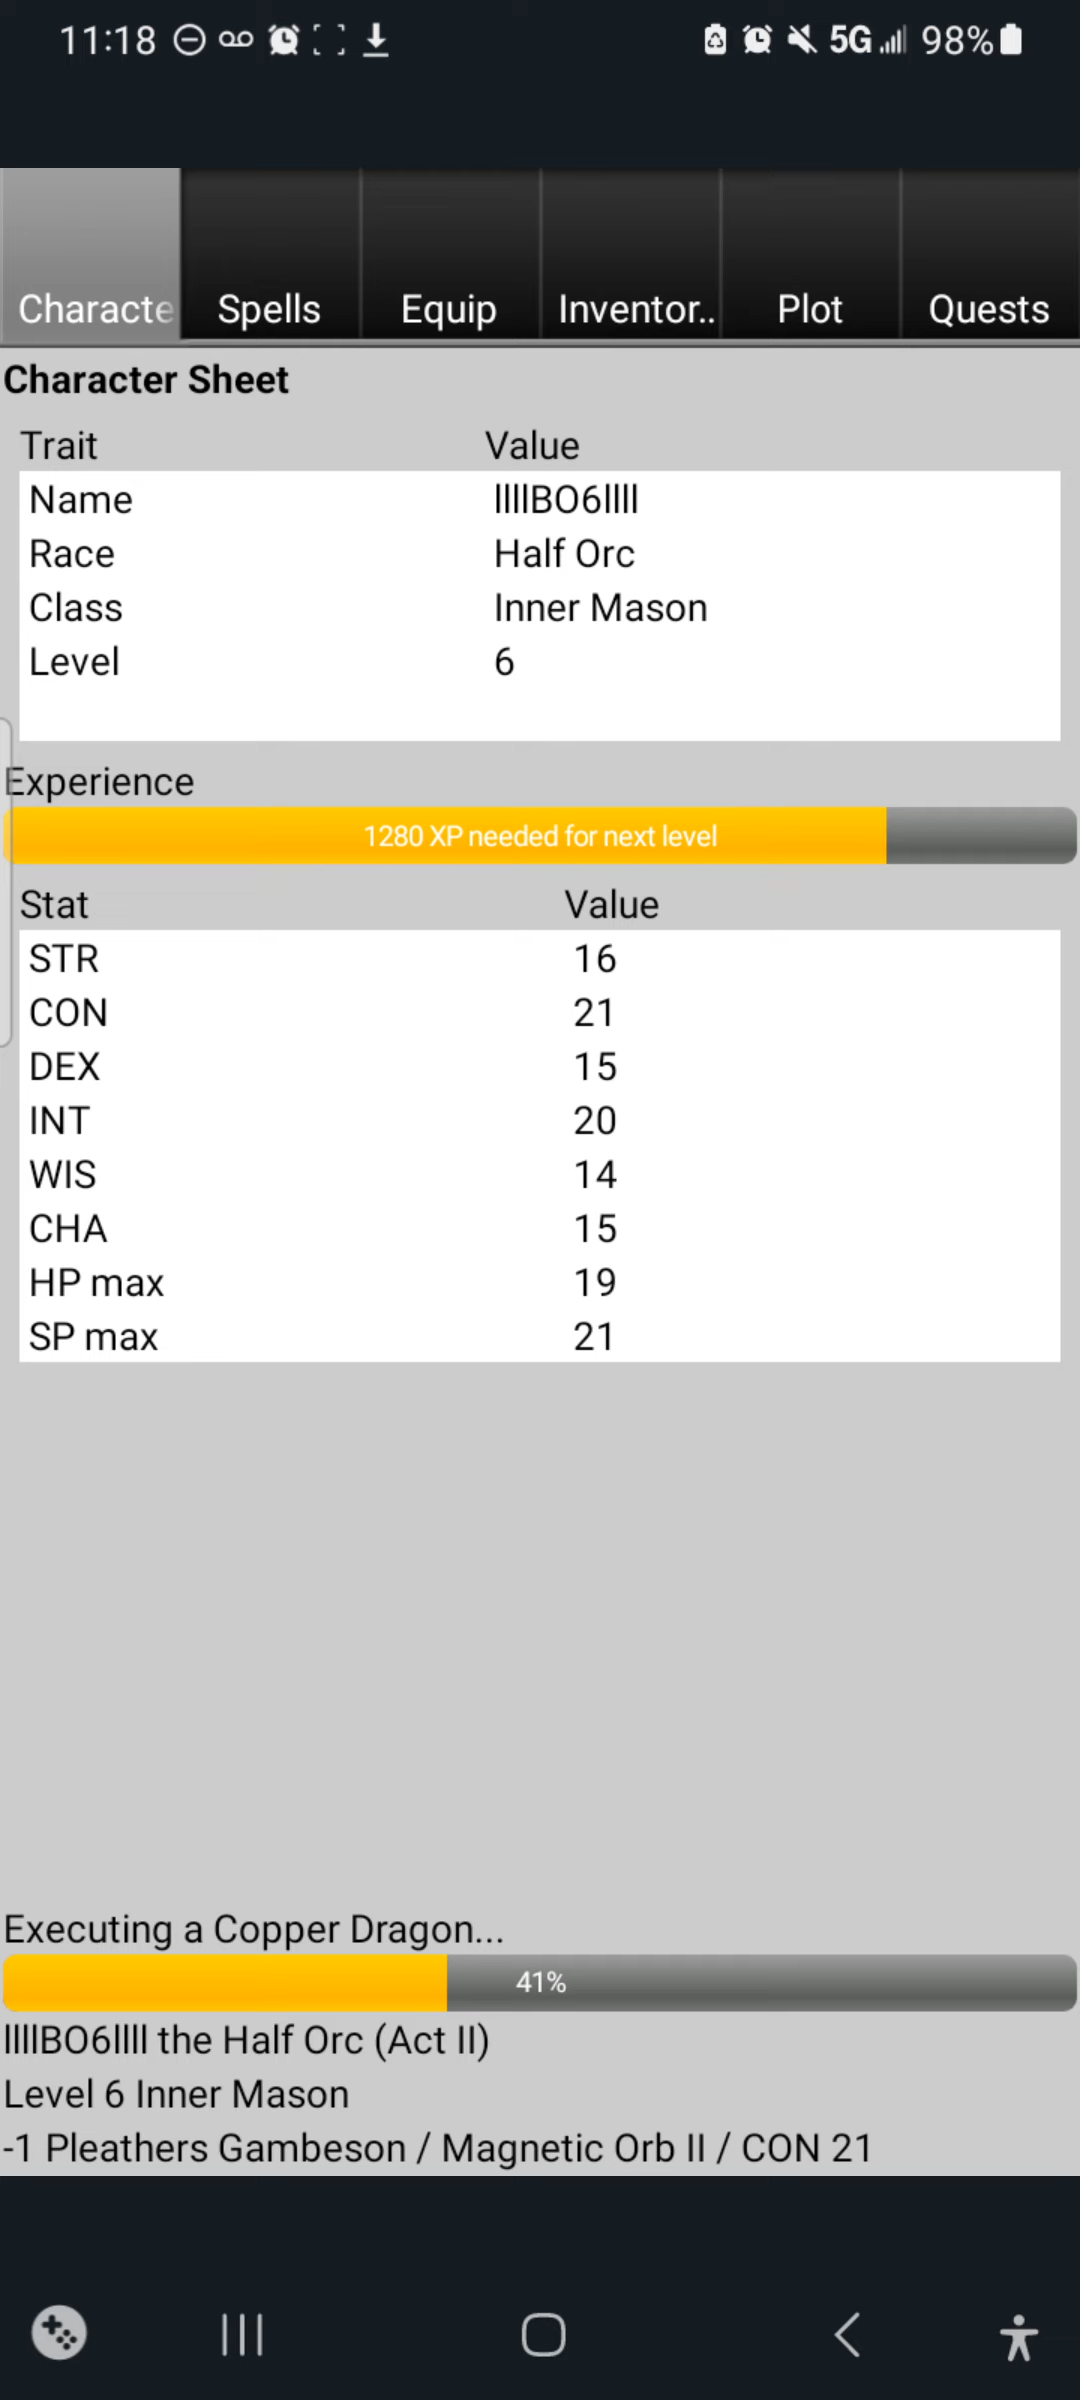 11:18 5G 98%
Characte Spells Equip Inventor.. Plot Quests
Character Sheet
Trait Value
Name llllBO6llll
Race Half Orc
Class Inner Mason
Level 6
Experience
1280 XP needed for next level
Stat Value
STR 16
CON 21
DEX 15
INT 20
WIS 14
CHA 15
HP max 19
SP max 21
Executing a Copper Dragon...
41%
llllBO6llll the Half Orc (Act II)
Level 6 Inner Mason
-1 Pleathers Gambeson / Magnetic Orb II / CON 21